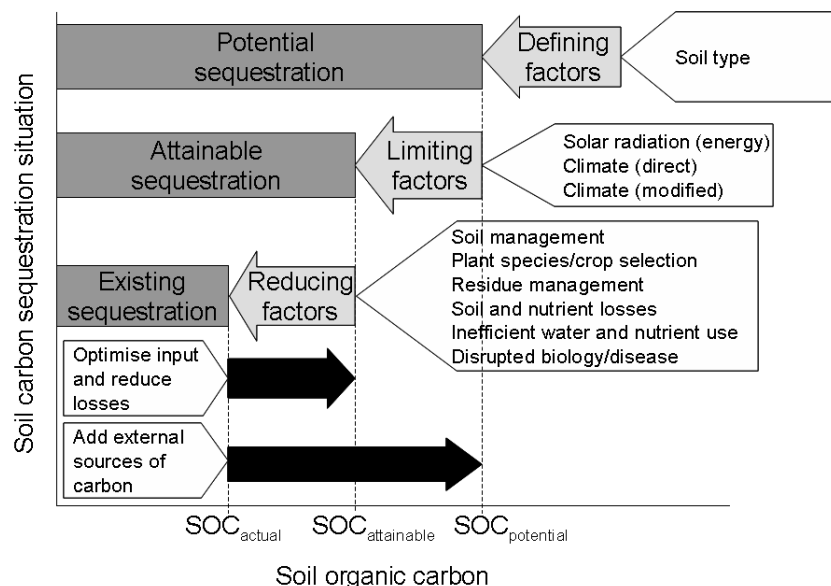 Potential
sequestration
Defining
factors
Soil type
Attainable
sequestration
Limiting
factors
Solar radiation (energy)
Climate (direct)
Climate (modified)
Existing
sequestration
Reducing
factors
Soil management
Plant species/crop selection
Residue management
Soil and nutrient losses
Inefficient water and nutrient use
Disrupted biology/disease
Optimise input
and reduce
losses
Add external
sources of
carbon
SOCactual
SOCattainable
SOCpotential
Soil organic carbon
Soil carbon sequestration situation